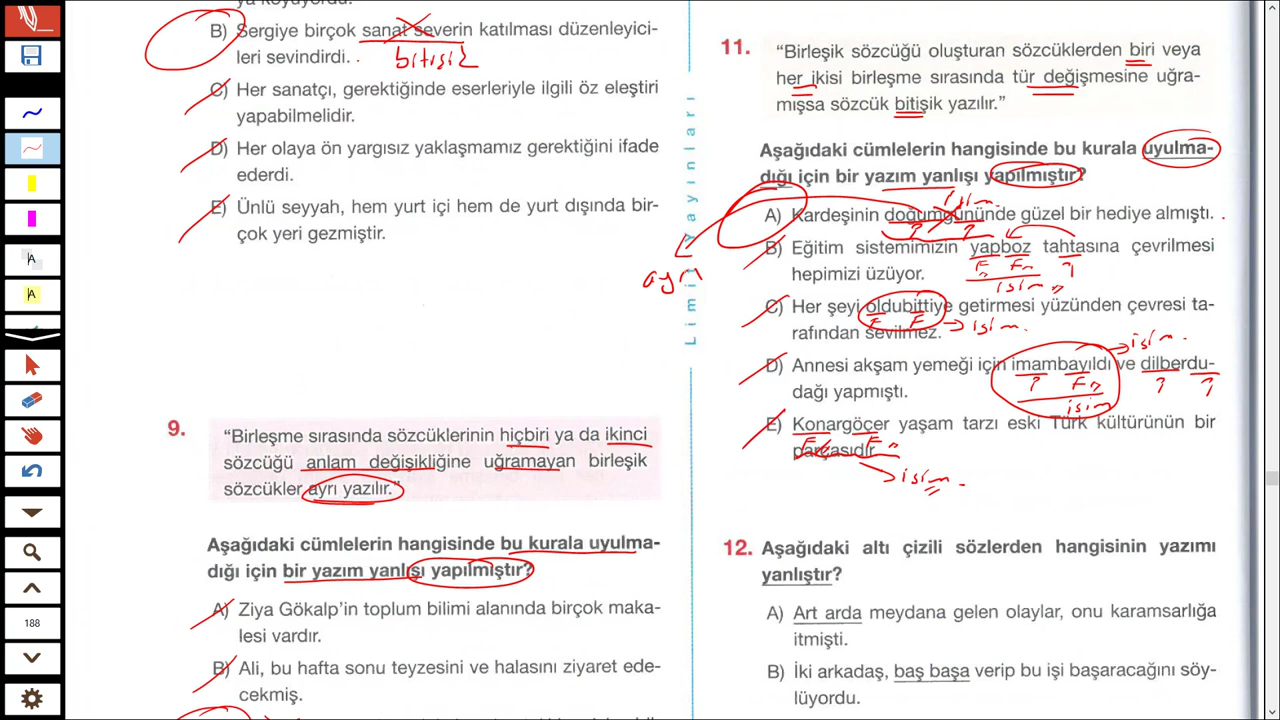 ya koyuyordu.
B) Sergiye birçok sanat severin katılması düzenleyici-
leri sevindirdi.
bitişik
C) Her sanatçı, gerektiğinde eserleriyle ilgili öz eleştiri
yapabilmelidir.
D) Her olaya ön yargısız yaklaşmamız gerektiğini ifade
ederdi.
E) Ünlü seyyah, hem yurt içi hem de yurt dışında bir-
çok yeri gezmiştir.
9.
"Birleşme sırasında sözcüklerinin hiçbiri ya da ikinci
sözcüğü anlam değişikliğine uğramayan birleşik
sözcükler ayrı yazılır."
Aşağıdaki cümlelerin hangisinde bu kurala uyulma-
dığı için bir yazım yanlışı yapılmıştır?
A) Ziya Gökalp'in toplum bilimi alanında birçok maka-
lesi vardır.
B) Ali, bu hafta sonu teyzesini ve halasını ziyaret ede-
cekmiş.
Limit Yayınları
11.
"Birleşik sözcüğü oluşturan sözcüklerden biri veya
her ikisi birleşme sırasında tür değişmesine uğra-
mışsa sözcük bitişik yazılır."
Aşağıdaki cümlelerin hangisinde bu kurala uyulma-
dığı için bir yazım yanlışı yapılmıştır?
isim.
A) Kardeşinin doğumgününde güzel bir hediye almıştı.
? ?
ayrı
B) Eğitim sistemimizin yapboz tahtasına çevrilmesi
F F ?
hepimizi üzüyor.
isim
C) Her şeyi oldubittiye getirmesi yüzünden çevresi ta-
F F isim.
rafından sevilmez.
isim.
D) Annesi akşam yemeği için imambayıldı ve dilberdu-
? F ? ?
dağı yapmıştı.
isim
E) Konargöçer yaşam tarzı eski Türk kültürünün bir
F F
parçasıdır.
isim.
12. Aşağıdaki altı çizili sözlerden hangisinin yazımı
yanlıştır?
A) Art arda meydana gelen olaylar, onu karamsarlığa
itmişti.
B) İki arkadaş, baş başa verip bu işi başaracağını söy-
lüyordu.
A
A
188